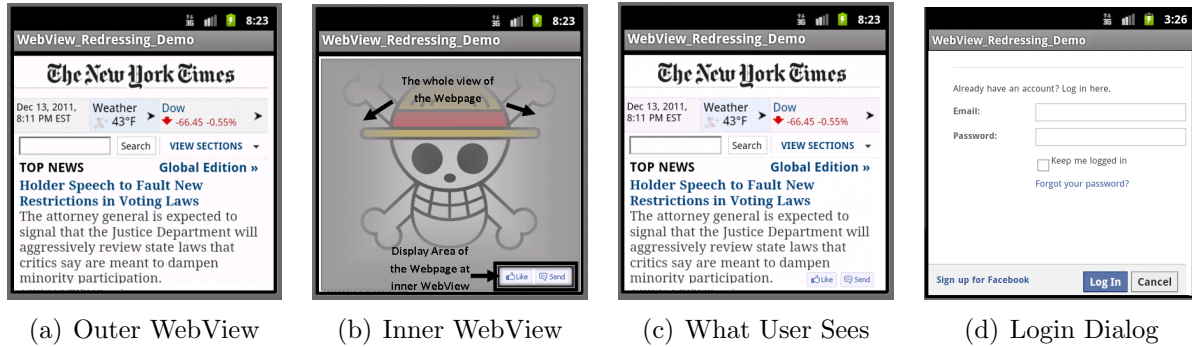 8:23
WebView_Redressing_Demo
The New York Times
Dec 13, 2011,
8:11 PM EST
Weather
43°F
Dow
-66.45 -0.55%
Search
VIEW SECTIONS
TOP NEWS
Global Edition »
Holder Speech to Fault New
Restrictions in Voting Laws
The attorney general is expected to
signal that the Justice Department will
aggressively review state laws that
critics say are meant to dampen
minority participation.
(a) Outer WebView
3G 8:23
WebView_Redressing_Demo
The whole view of
the Webpage
Display Area of
the Webpage at
inner WebView
Like Send
(b) Inner WebView
3G 8:23
WebView_Redressing_Demo
The New York Times
Dec 13, 2011,
8:11 PM EST
Weather
43°F
Dow
-66.45 -0.55%
Search
VIEW SECTIONS
TOP NEWS
Global Edition »
Holder Speech to Fault New
Restrictions in Voting Laws
The attorney general is expected to
signal that the Justice Department will
aggressively review state laws that
critics say are meant to dampen
minority participation.
Like Send
(c) What User Sees
3G 3:26
WebView_Redressing_Demo
Already have an account? Log in here.
Email:
Password:
Keep me logged in
Forgot your password?
Sign up for Facebook
Log In
Cancel
(d) Login Dialog